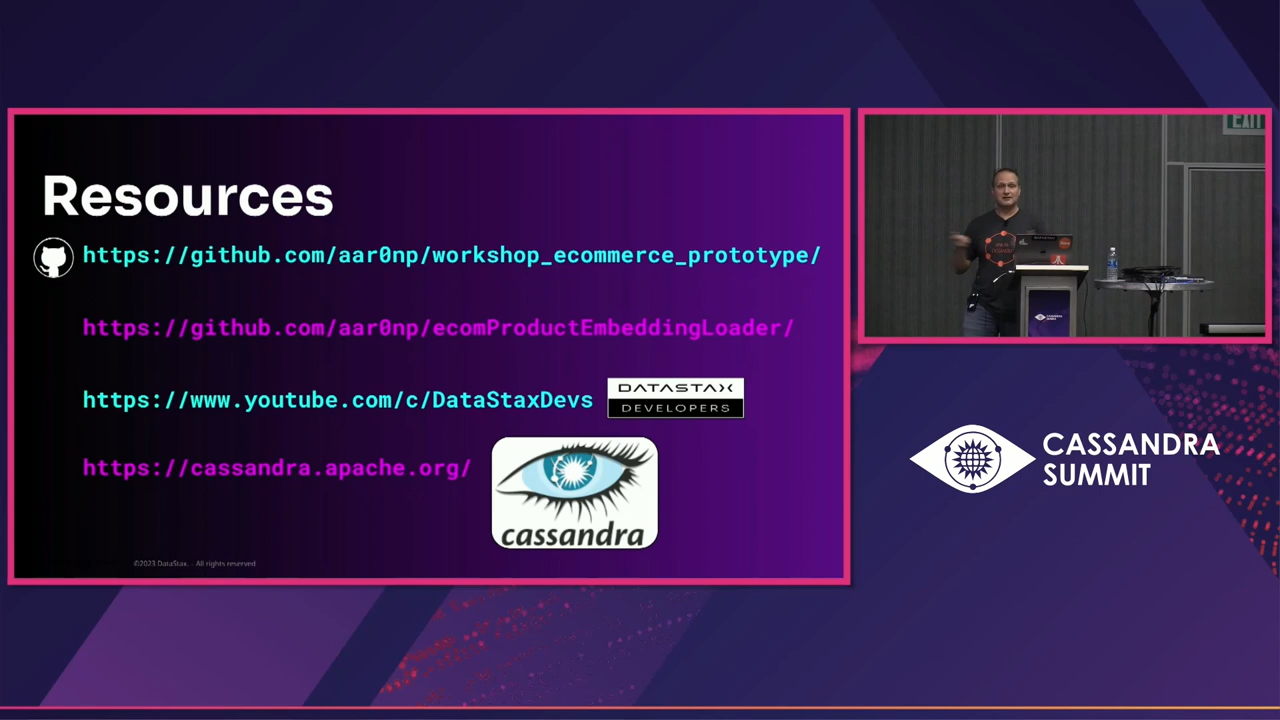 Resources
https://github.com/aar0np/workshop_ecommerce_prototype/
https://github.com/aar0np/ecomProductEmbeddingLoader/
https://www.youtube.com/c/DataStaxDevs
DATASTAX
DEVELOPERS
https://cassandra.apache.org/
cassandra
©2023 DataStax. - All rights reserved
EXIT
CASSANDRA
SUMMIT